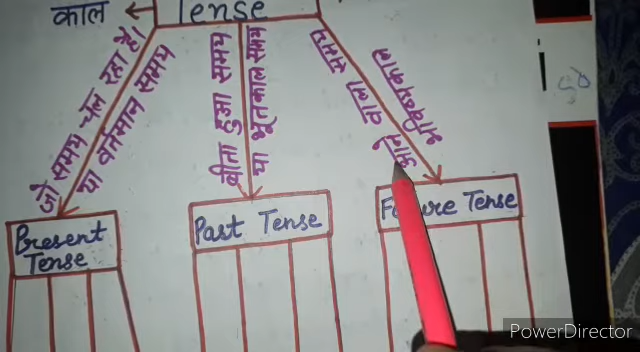 काल
Tense
जो समय चल रहा है।
या वर्तमान समय
बीता हुआ समय
या भूतकाल समय
आने वाला समय
भविष्य काल
Present
Tense
Past Tense
Future Tense
PowerDirector